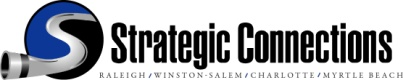 Strategic Connections
RALEIGH/WINSTON-SALEM/CHARLOTTE/MYRTLE BEACH